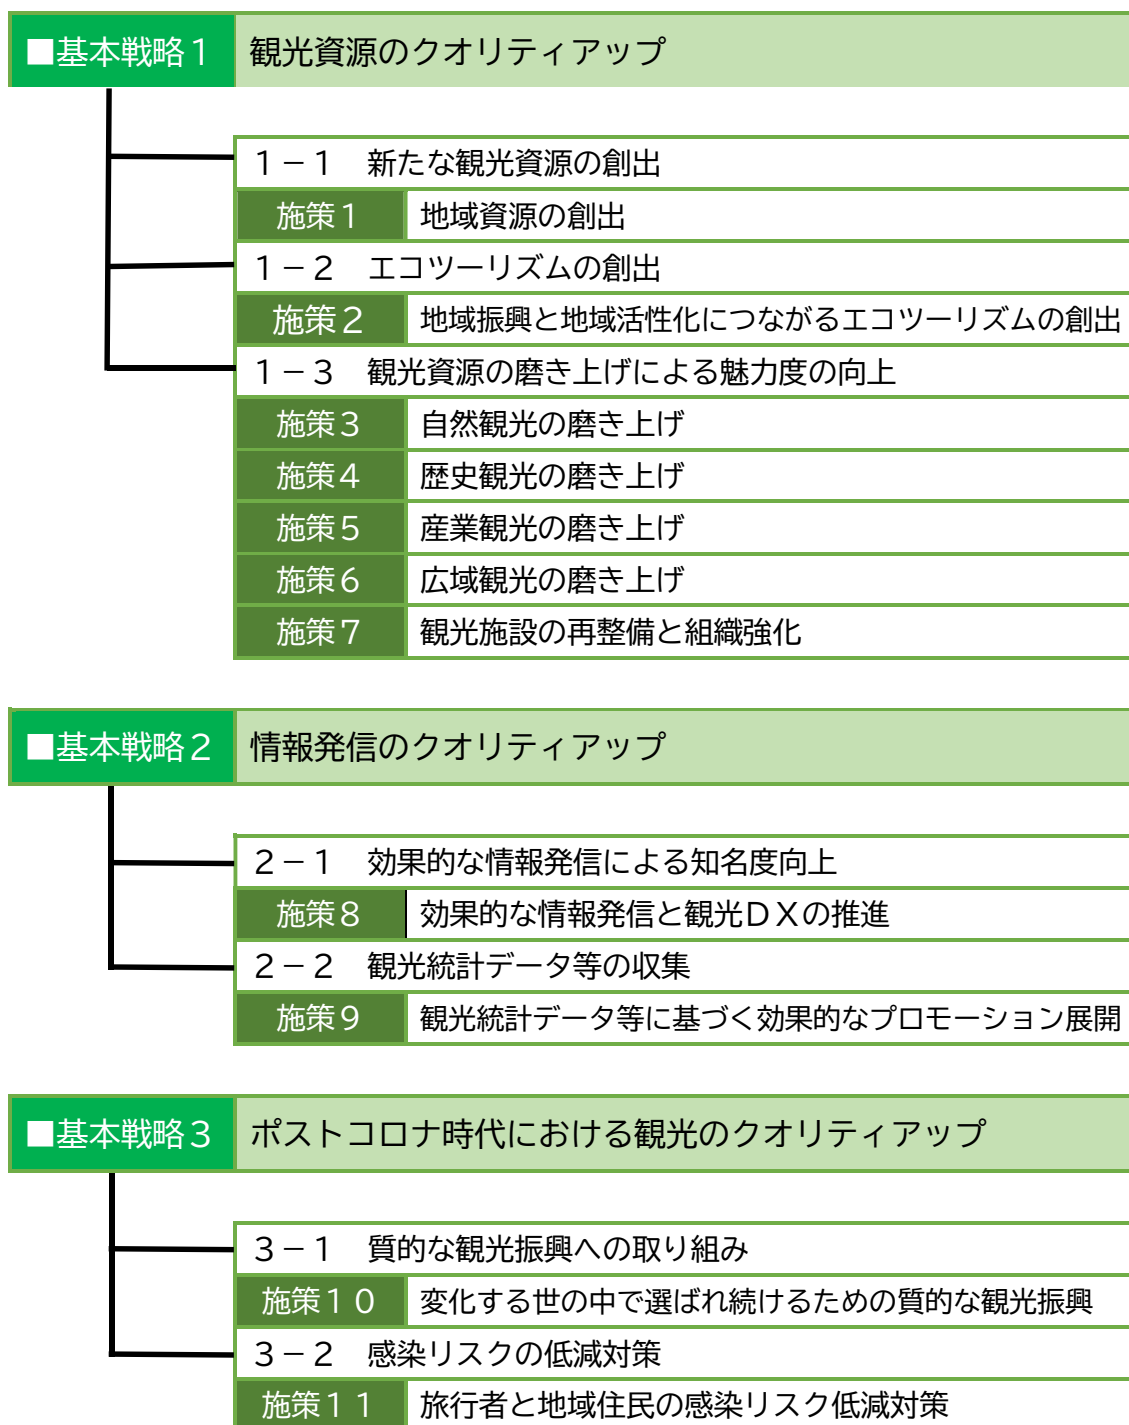 ■基本戦略１　観光資源のクオリティアップ
１－１　新たな観光資源の創出
施策１　地域資源の創出
１－２　エコツーリズムの創出
施策２　地域振興と地域活性化につながるエコツーリズムの創出
１－３　観光資源の磨き上げによる魅力度の向上
施策３　自然観光の磨き上げ
施策４　歴史観光の磨き上げ
施策５　産業観光の磨き上げ
施策６　広域観光の磨き上げ
施策７　観光施設の再整備と組織強化
■基本戦略２　情報発信のクオリティアップ
２－１　効果的な情報発信による知名度向上
施策８　効果的な情報発信と観光ＤＸの推進
２－２　観光統計データ等の収集
施策９　観光統計データ等に基づく効果的なプロモーション展開
■基本戦略３　ポストコロナ時代における観光のクオリティアップ
３－１　質的な観光振興への取り組み
施策１０　変化する世の中で選ばれ続けるための質的な観光振興
３－２　感染リスクの低減対策
施策１１　旅行者と地域住民の感染リスク低減対策